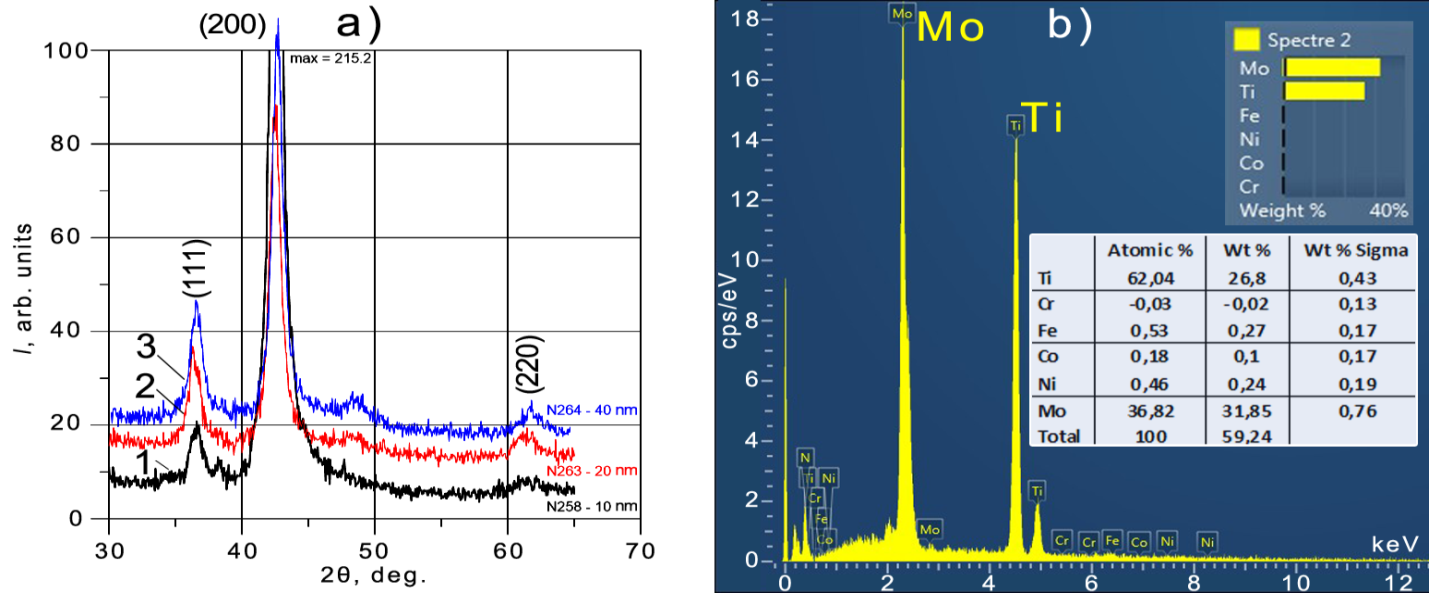 a)
(200)
max = 215.2
100
80
60
40
20
0
I, arb. units
(111)
(220)
3
2
1
N264 - 40 nm
N263 - 20 nm
N258 - 10 nm
30 40 50 60 70
2θ, deg.
b)
18
16
14
12
10
8
6
4
2
0
cps/eV
Mo
Mo
Ti
Ti
Spectre 2
Mo
Ti
Fe
Ni
Co
Cr
Weight % 40%
Atomic % Wt % Wt % Sigma
Ti 62,04 26,8 0,43
Cr -0,03 -0,02 0,13
Fe 0,53 0,27 0,17
Co 0,18 0,1 0,17
Ni 0,46 0,24 0,19
Mo 36,82 31,85 0,76
Total 100 59,24
N
Ti Ni
Cr
Fe
Co
Mo
Ti
Cr Cr Fe Co Ni Ni
keV
0 2 4 6 8 10 12